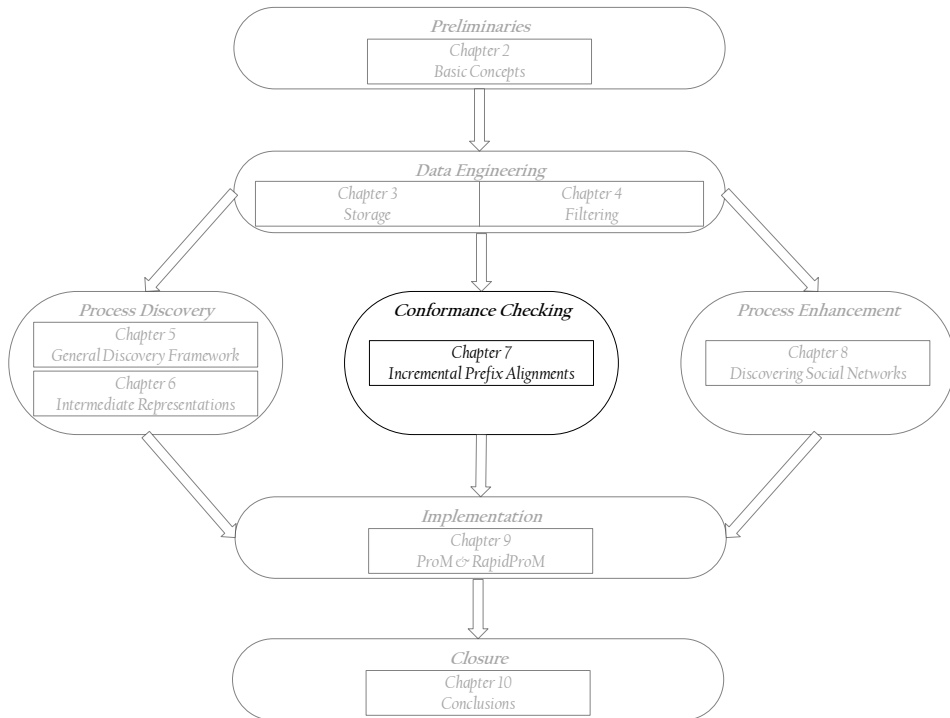 Preliminaries
Chapter 2
Basic Concepts
Data Engineering
Chapter 3
Storage
Chapter 4
Filtering
Process Discovery
Chapter 5
General Discovery Framework
Chapter 6
Intermediate Representations
Conformance Checking
Chapter 7
Incremental Prefix Alignments
Process Enhancement
Chapter 8
Discovering Social Networks
Implementation
Chapter 9
ProM & RapidProM
Closure
Chapter 10
Conclusions